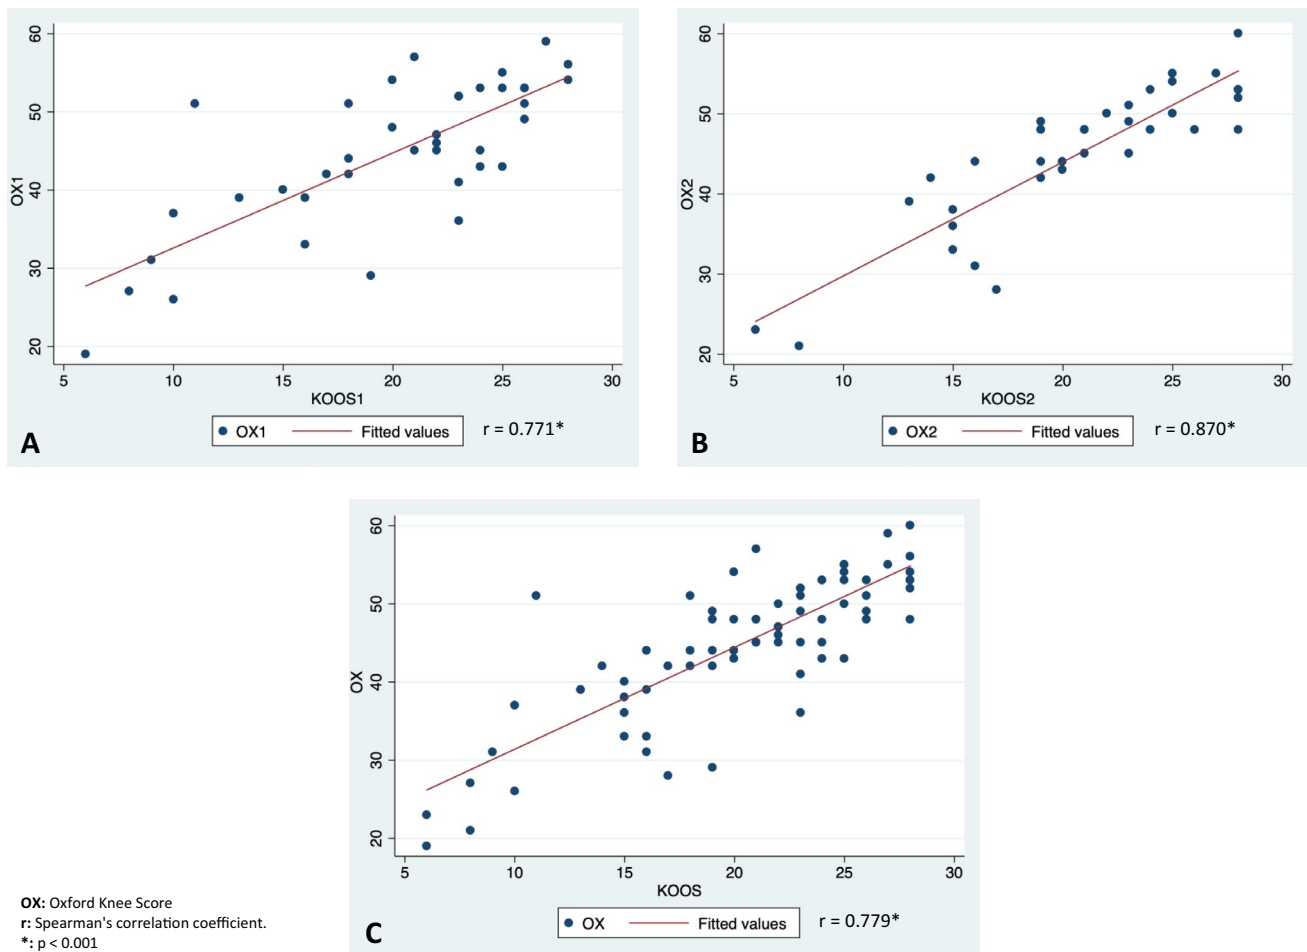 60
50
40
30
20
OX1
5 10 15 20 25 30
KOOS1
OX1 Fitted values r = 0.771*
A
60
50
40
30
20
OX2
5 10 15 20 25 30
KOOS2
OX2 Fitted values r = 0.870*
B
60
50
40
30
20
OX
5 10 15 20 25 30
KOOS
OX Fitted values r = 0.779*
C
OX: Oxford Knee Score
r: Spearman's correlation coefficient.
*: p < 0.001